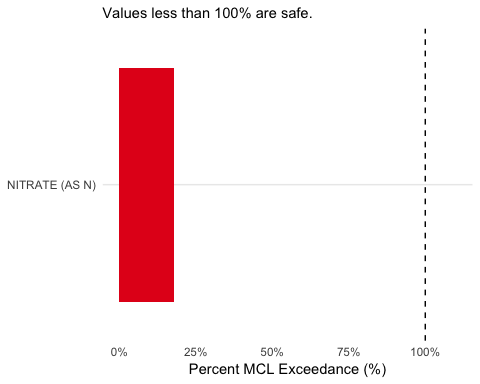 Values less than 100% are safe.
NITRATE (AS N)
0% 25% 50% 75% 100%
Percent MCL Exceedance (%)